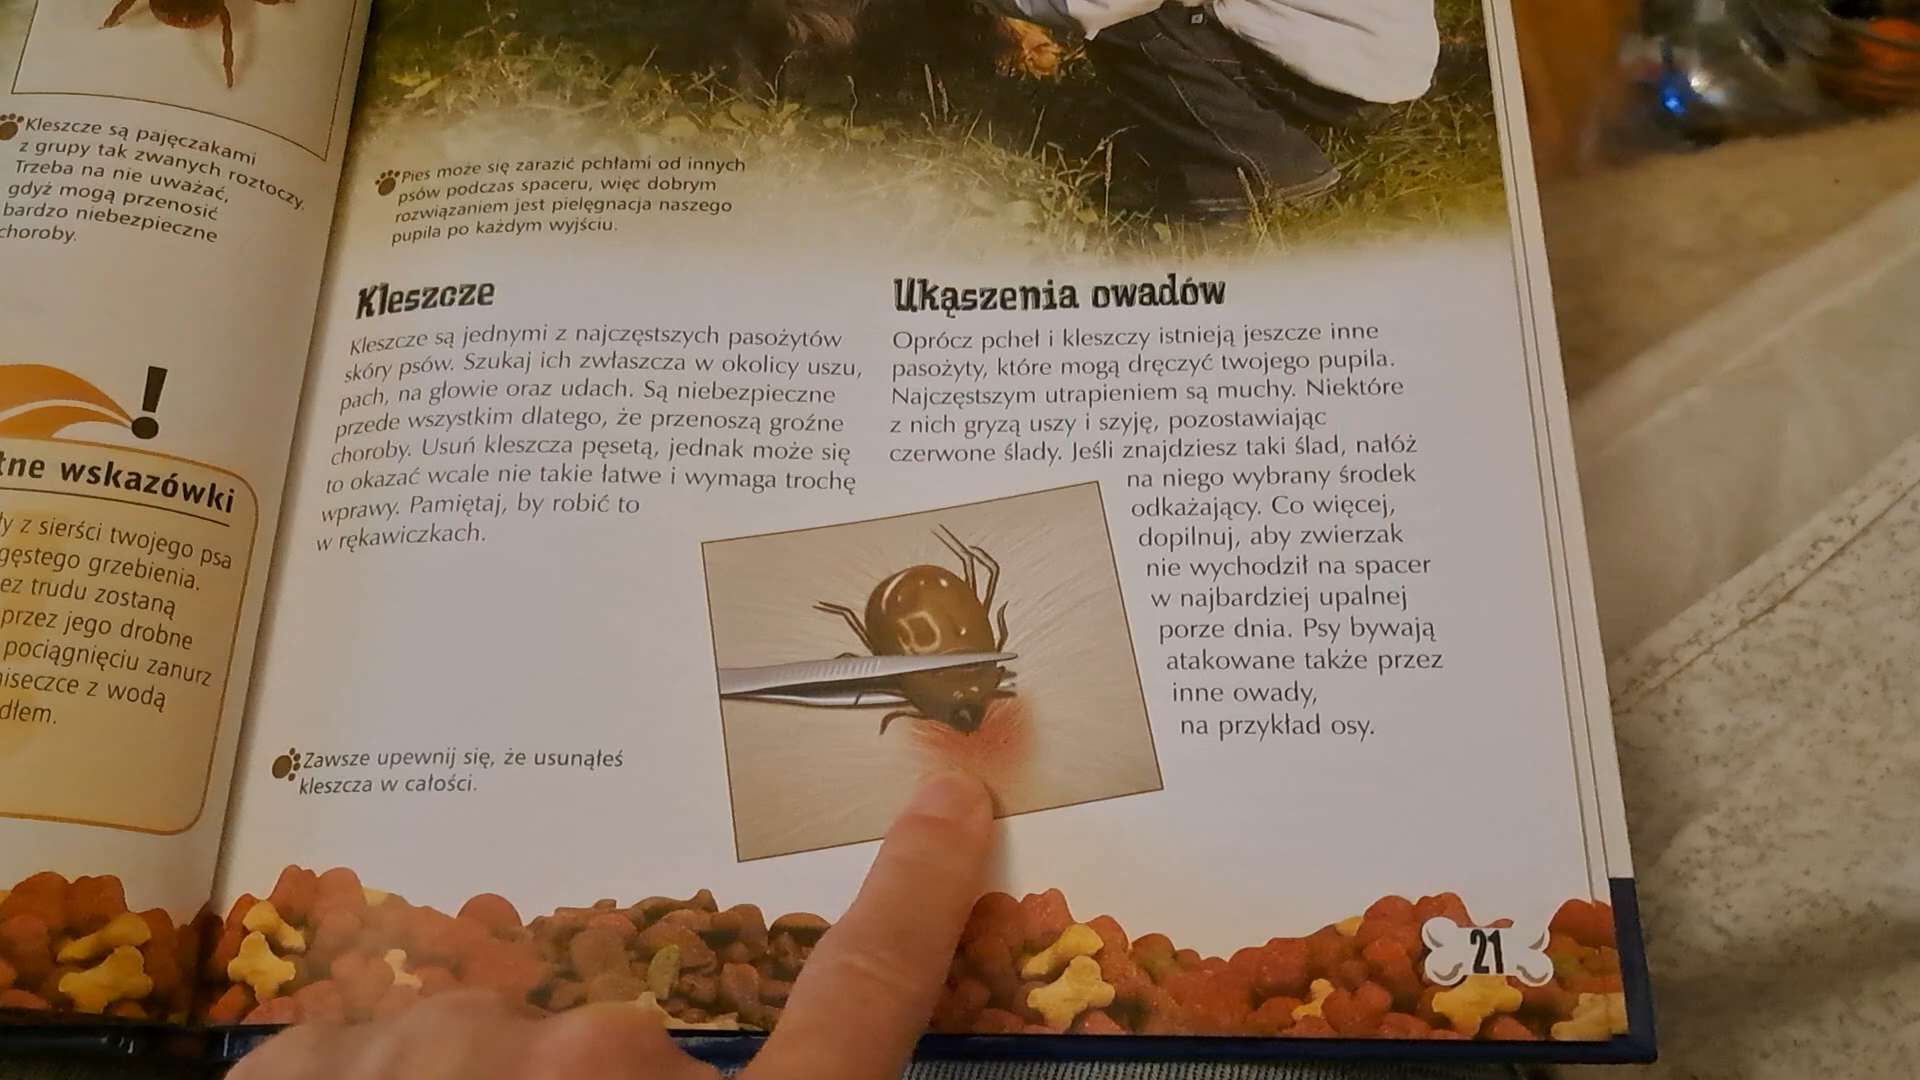 Kleszcze są pajęczakami
z grupy tak zwanych roztoczy.
Trzeba na nie uważać,
gdyż mogą przenosić
bardzo niebezpieczne
choroby.
wskazówki
z sierści twojego psa
gęstego grzebienia.
trudu zostaną
przez jego drobne
pociągnięciu zanurz
z wodą
Pies może się zarazić pchłami od innych
psów podczas spaceru, więc dobrym
rozwiązaniem jest pielęgnacja naszego
pupila po każdym wyjściu.
Kleszcze
Kleszcze są jednymi z najczęstszych pasożytów
skóry psów. Szukaj ich zwłaszcza w okolicy uszu,
pach, na głowie oraz udach. Są niebezpieczne
przede wszystkim dlatego, że przenoszą groźne
choroby. Usuń kleszcza pęsetą, jednak może się
to okazać wcale nie takie łatwe i wymaga trochę
wprawy. Pamiętaj, by robić to
w rękawiczkach.
Zawsze upewnij się, że usunąłeś
kleszcza w całości.
Ukąszenia owadów
Oprócz pcheł i kleszczy istnieją jeszcze inne
pasożyty, które mogą dręczyć twojego pupila.
Najczęstszym utrapieniem są muchy. Niektóre
z nich gryzą uszy i szyję, pozostawiając
czerwone ślady. Jeśli znajdziesz taki ślad, nałóż
na niego wybrany środek
odkażający. Co więcej,
dopilnuj, aby zwierzak
nie wychodził na spacer
w najbardziej upalnej
porze dnia. Psy bywają
atakowane także przez
inne owady,
na przykład osy.
21